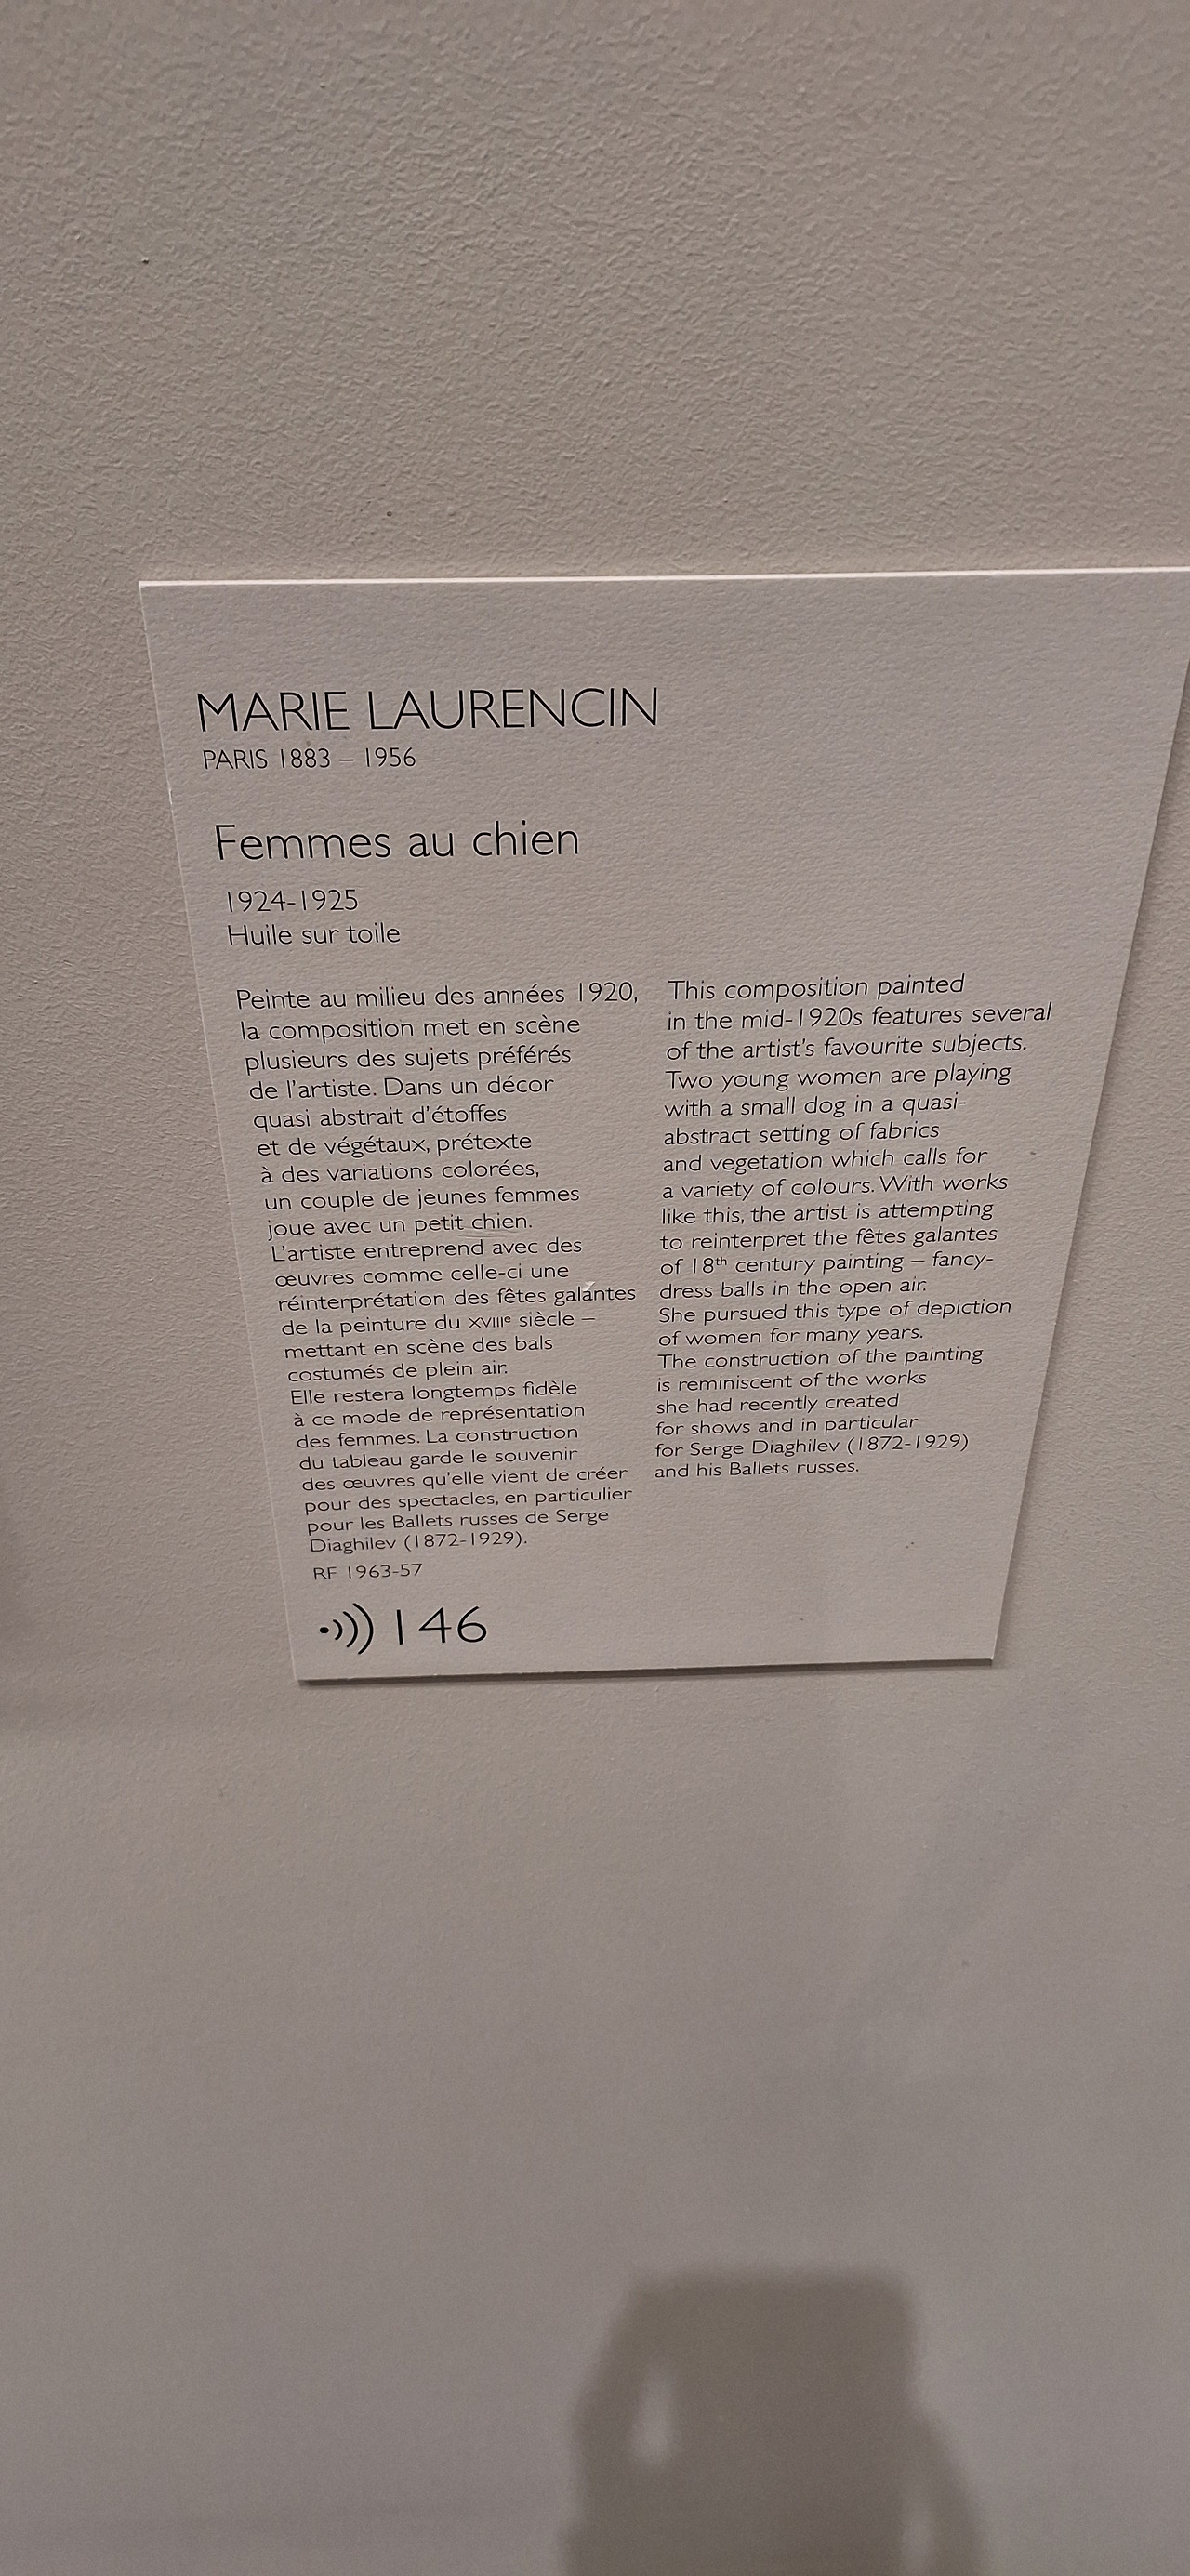 MARIE LAURENCIN
PARIS 1883 – 1956
Femmes au chien
1924-1925
Huile sur toile
Peinte au milieu des années 1920,
la composition met en scène
plusieurs des sujets préférés
de l'artiste. Dans un décor
quasi abstrait d'étoffes
et de végétaux, prétexte
à des variations colorées,
un couple de jeunes femmes
joue avec un petit chien.
L'artiste entreprend avec des
œuvres comme celle-ci une
réinterprétation des fêtes galantes
de la peinture du XVIIIe siècle –
mettant en scène des bals
costumés de plein air.
Elle restera longtemps fidèle
à ce mode de représentation
des femmes. La construction
du tableau garde le souvenir
des œuvres qu'elle vient de créer
pour des spectacles, en particulier
pour les Ballets russes de Serge
Diaghilev (1872-1929).
RF 1963-57
146
This composition painted
in the mid-1920s features several
of the artist's favourite subjects.
Two young women are playing
with a small dog in a quasi-
abstract setting of fabrics
and vegetation which calls for
a variety of colours. With works
like this, the artist is attempting
to reinterpret the fêtes galantes
of 18th century painting – fancy-
dress balls in the open air.
She pursued this type of depiction
of women for many years.
The construction of the painting
is reminiscent of the works
she had recently created
for shows and in particular
for Serge Diaghilev (1872-1929)
and his Ballets russes.